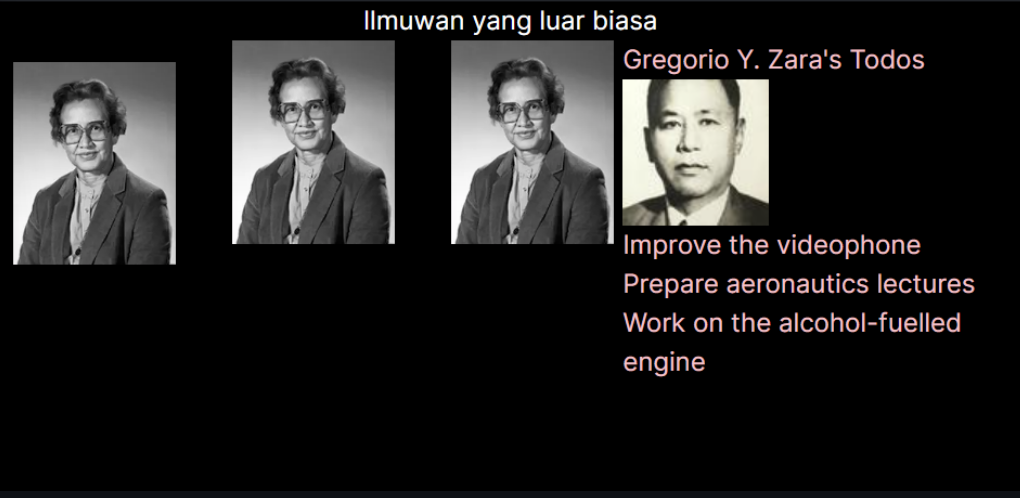 Ilmuwan yang luar biasa
Gregorio Y. Zara's Todos
Improve the videophone
Prepare aeronautics lectures
Work on the alcohol-fuelled
engine